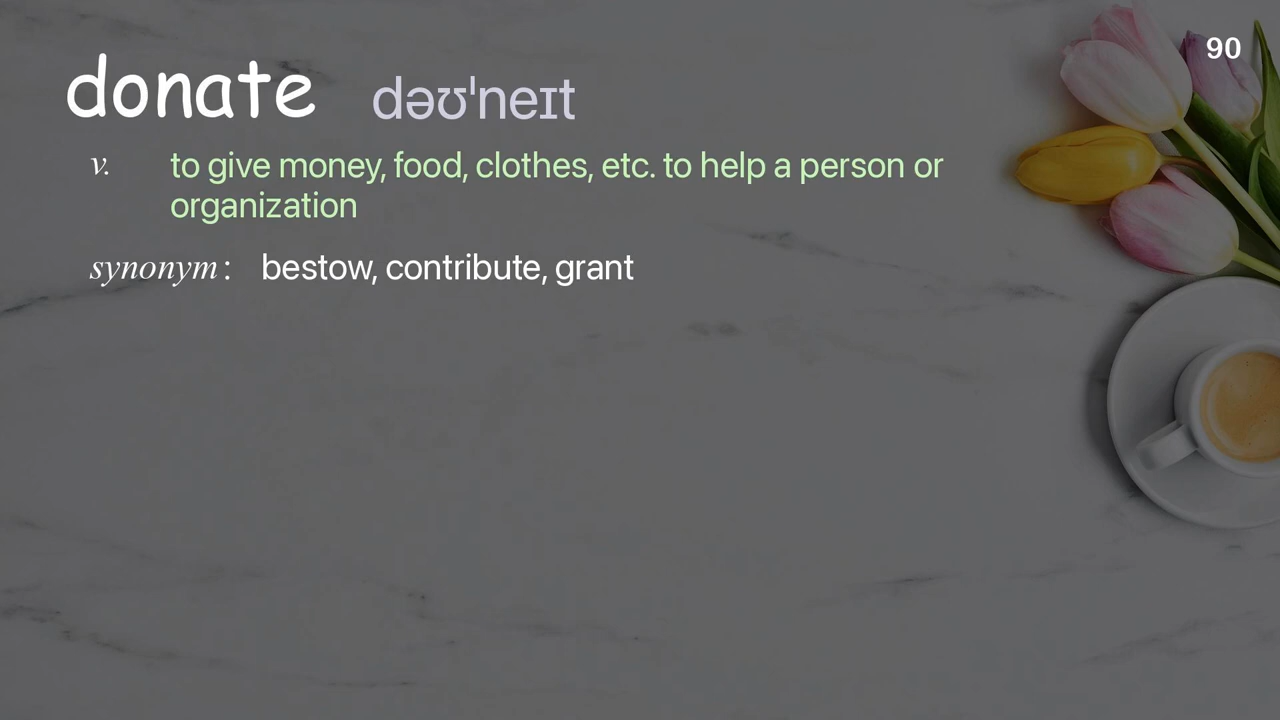 90
donate dəʊˈneɪt
v. to give money, food, clothes, etc. to help a person or
organization
synonym: bestow, contribute, grant